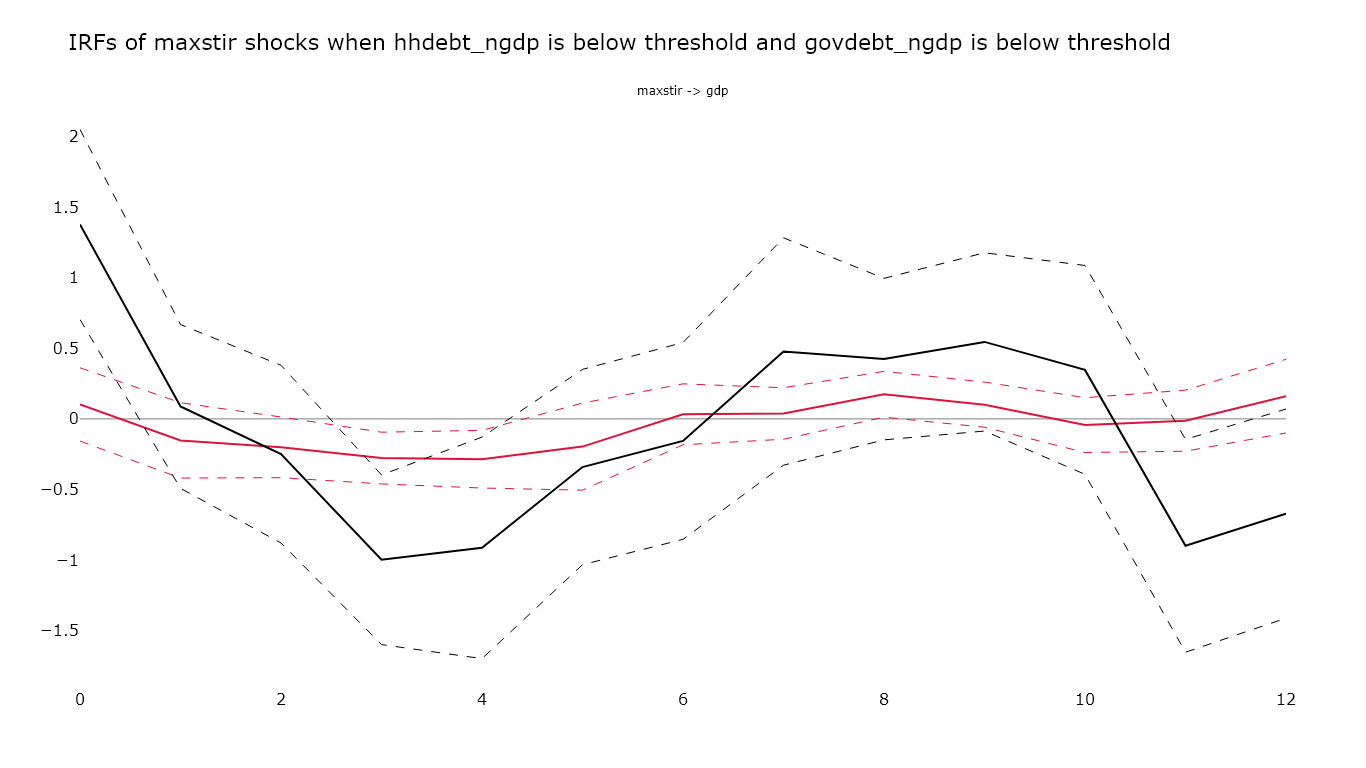 IRFs of maxstir shocks when hhdebt_ngdp is below threshold and govdebt_ngdp is below threshold
maxstir -> gdp
2
1.5
1
0.5
0
−0.5
−1
−1.5
0 2 4 6 8 10 12